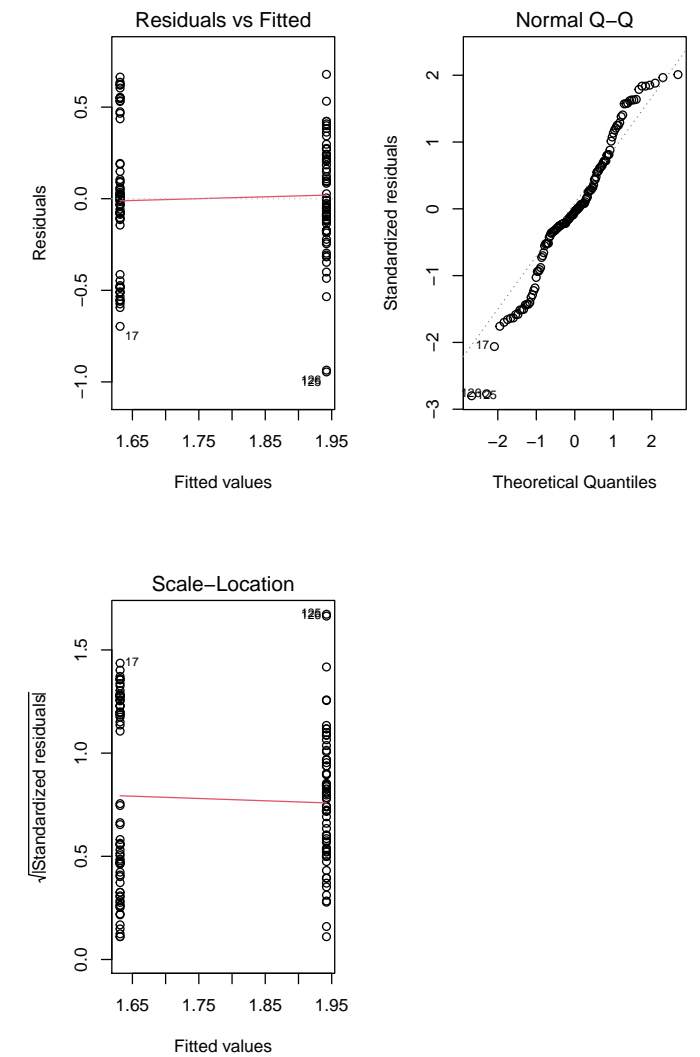 Residuals vs Fitted
Residuals
0.5
0.0
−0.5
−1.0
17
1.65 1.75 1.85 1.95
Fitted values
Normal Q−Q
Standardized residuals
2
1
0
−1
−2
−3
17
−2 −1 0 1 2
Theoretical Quantiles
Scale−Location
√|Standardized residuals|
1.5
1.0
0.5
0.0
17
1.65 1.75 1.85 1.95
Fitted values